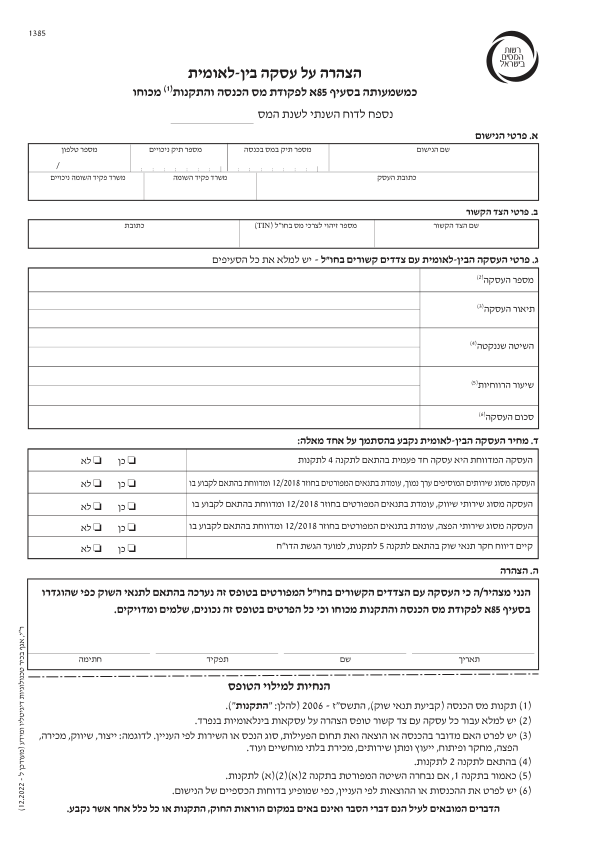 1385
רשות
המסים
בישראל
הצהרה על עסקה בין-לאומית
כמשמעותה בסעיף 85א לפקודת מס הכנסה והתקנות(1) מכוחו
נספח לדוח השנתי לשנת המס
א. פרטי הנישום
שם הנישום מספר תיק במס בכנסה מספר תיק ניכויים מספר טלפון
/
כתובת העסק משרד פקיד השומה משרד פקיד השומה ניכויים
ב. פרטי הצד הקשור
שם הצד הקשור מספר זיהוי לצרכי מס בחו"ל (TIN) כתובת
ג. פרטי העסקה הבין-לאומית עם צדדים קשורים בחו"ל - יש למלא את כל הסעיפים
מספר העסקה(2)
תיאור העסקה(3)
השיטה שננקטה(4)
שיעור הרווחיות(5)
סכום העסקה(6)
ד. מחיר העסקה הבין-לאומית נקבע בהסתמך על אחד מאלה:
העסקה המדווחת היא עסקה חד פעמית בהתאם לתקנה 4 לתקנות כן לא
העסקה מסוג שירותים המוסיפים ערך נמוך, עומדת בתנאים המפורטים בחוזר 12/2018 ומדווחת בהתאם לקבוע בו כן לא
העסקה מסוג שירותי שיווק, עומדת בתנאים המפורטים בחוזר 12/2018 ומדווחת בהתאם לקבוע בו כן לא
העסקה מסוג שירותי הפצה, עומדת בתנאים המפורטים בחוזר 12/2018 ומדווחת בהתאם לקבוע בו כן לא
קיים דיווח חקר תנאי שוק בהתאם לתקנה 5 לתקנות, למועד הגשת הדו"ח כן לא
ה. הצהרה
הנני מצהיר/ה כי העסקה עם הצדדים הקשורים בחו"ל המפורטים בטופס זה נערכה בהתאם לתנאי השוק כפי שהוגדרו
בסעיף 85א לפקודת מס הכנסה והתקנות מכוחו וכי כל הפרטים בטופס זה נכונים, שלמים ומדויקים.
תאריך שם תפקיד חתימה
הנחיות למילוי הטופס
(1) תקנות מס הכנסה (קביעת תנאי שוק), התשס"ז - 2006 (להלן: "התקנות").
(2) יש למלא עבור כל עסקה עם צד קשור טופס הצהרה על עסקאות בינלאומיות בנפרד.
(3) יש לפרט האם מדובר בהכנסה או הוצאה ואת תחום הפעילות, סוג הנכס או השירות לפי העניין. לדוגמה: ייצור, שיווק, מכירה,
הפצה, מחקר ופיתוח, ייעוץ ומתן שירותים, מכירת בלתי מוחשיים ועוד.
(4) בהתאם לתקנה 2 לתקנות.
(5) כאמור בתקנה 1, אם נבחרה השיטה המפורטת בתקנה 2(א)(2)(א) לתקנות.
(6) יש לפרט את ההכנסות או ההוצאות לפי העניין, כפי שמופיע בדוחות הכספיים של הנישום.
הדברים המובאים לעיל הנם דברי הסבר ואינם באים במקום הוראות החוק, התקנות או כל כלל אחר אשר נקבע.
אגף בכיר טכנולוגיות דיגיטליות ומידע (מעודכן ל - 12.2022)